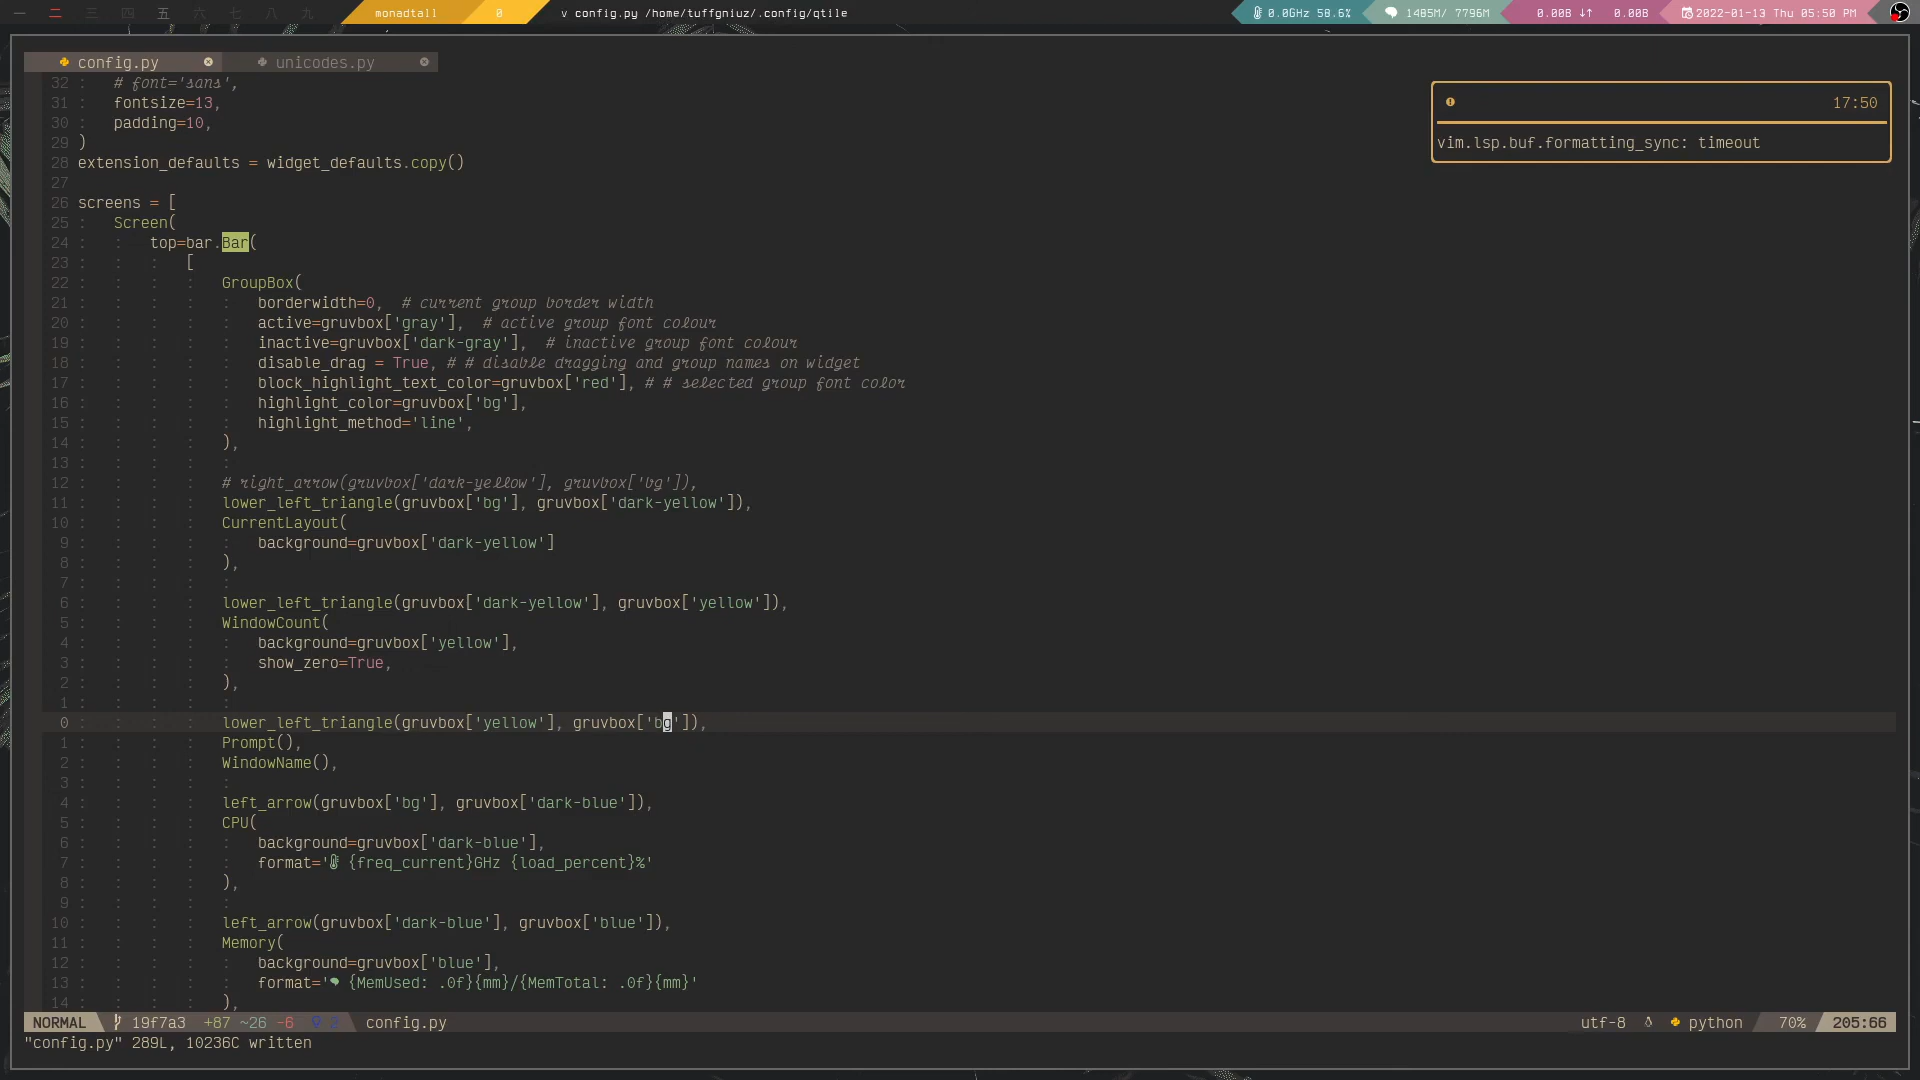 一 二 三 四 五 六 七 八 九 monadtall 0 v config.py /home/tuffgniuz/.config/qtile 0.0GHz 58.6% 1485M/ 7796M 0.00B ↓↑ 0.00B 2022-01-13 Thu 05:50 PM
config.py unicodes.py
32 # font='sans',
31 fontsize=13,
30 padding=10,
29 )
28 extension_defaults = widget_defaults.copy()
27
26 screens = [
25 Screen(
24 top=bar.Bar(
23 [
22 GroupBox(
21 borderwidth=0, # current group border width
20 active=gruvbox['gray'], # active group font colour
19 inactive=gruvbox['dark-gray'], # inactive group font colour
18 disable_drag = True, # # disable dragging and group names on widget
17 block_highlight_text_color=gruvbox['red'], # # selected group font color
16 highlight_color=gruvbox['bg'],
15 highlight_method='line',
14 ),
13
12 # right_arrow(gruvbox['dark-yellow'], gruvbox['bg']),
11 lower_left_triangle(gruvbox['bg'], gruvbox['dark-yellow']),
10 CurrentLayout(
9 background=gruvbox['dark-yellow']
8 ),
7
6 lower_left_triangle(gruvbox['dark-yellow'], gruvbox['yellow']),
5 WindowCount(
4 background=gruvbox['yellow'],
3 show_zero=True,
2 ),
1
0 lower_left_triangle(gruvbox['yellow'], gruvbox['bg']),
1 Prompt(),
2 WindowName(),
3
4 left_arrow(gruvbox['bg'], gruvbox['dark-blue']),
5 CPU(
6 background=gruvbox['dark-blue'],
7 format=' {freq_current}GHz {load_percent}%'
8 ),
9
10 left_arrow(gruvbox['dark-blue'], gruvbox['blue']),
11 Memory(
12 background=gruvbox['blue'],
13 format=' {MemUsed: .0f}{mm}/{MemTotal: .0f}{mm}'
14 ),
17:50
vim.lsp.buf.formatting_sync: timeout
NORMAL 19f7a3 +87 ~26 -6 2 config.py utf-8 python 70% 205:66
"config.py" 289L, 10236C written